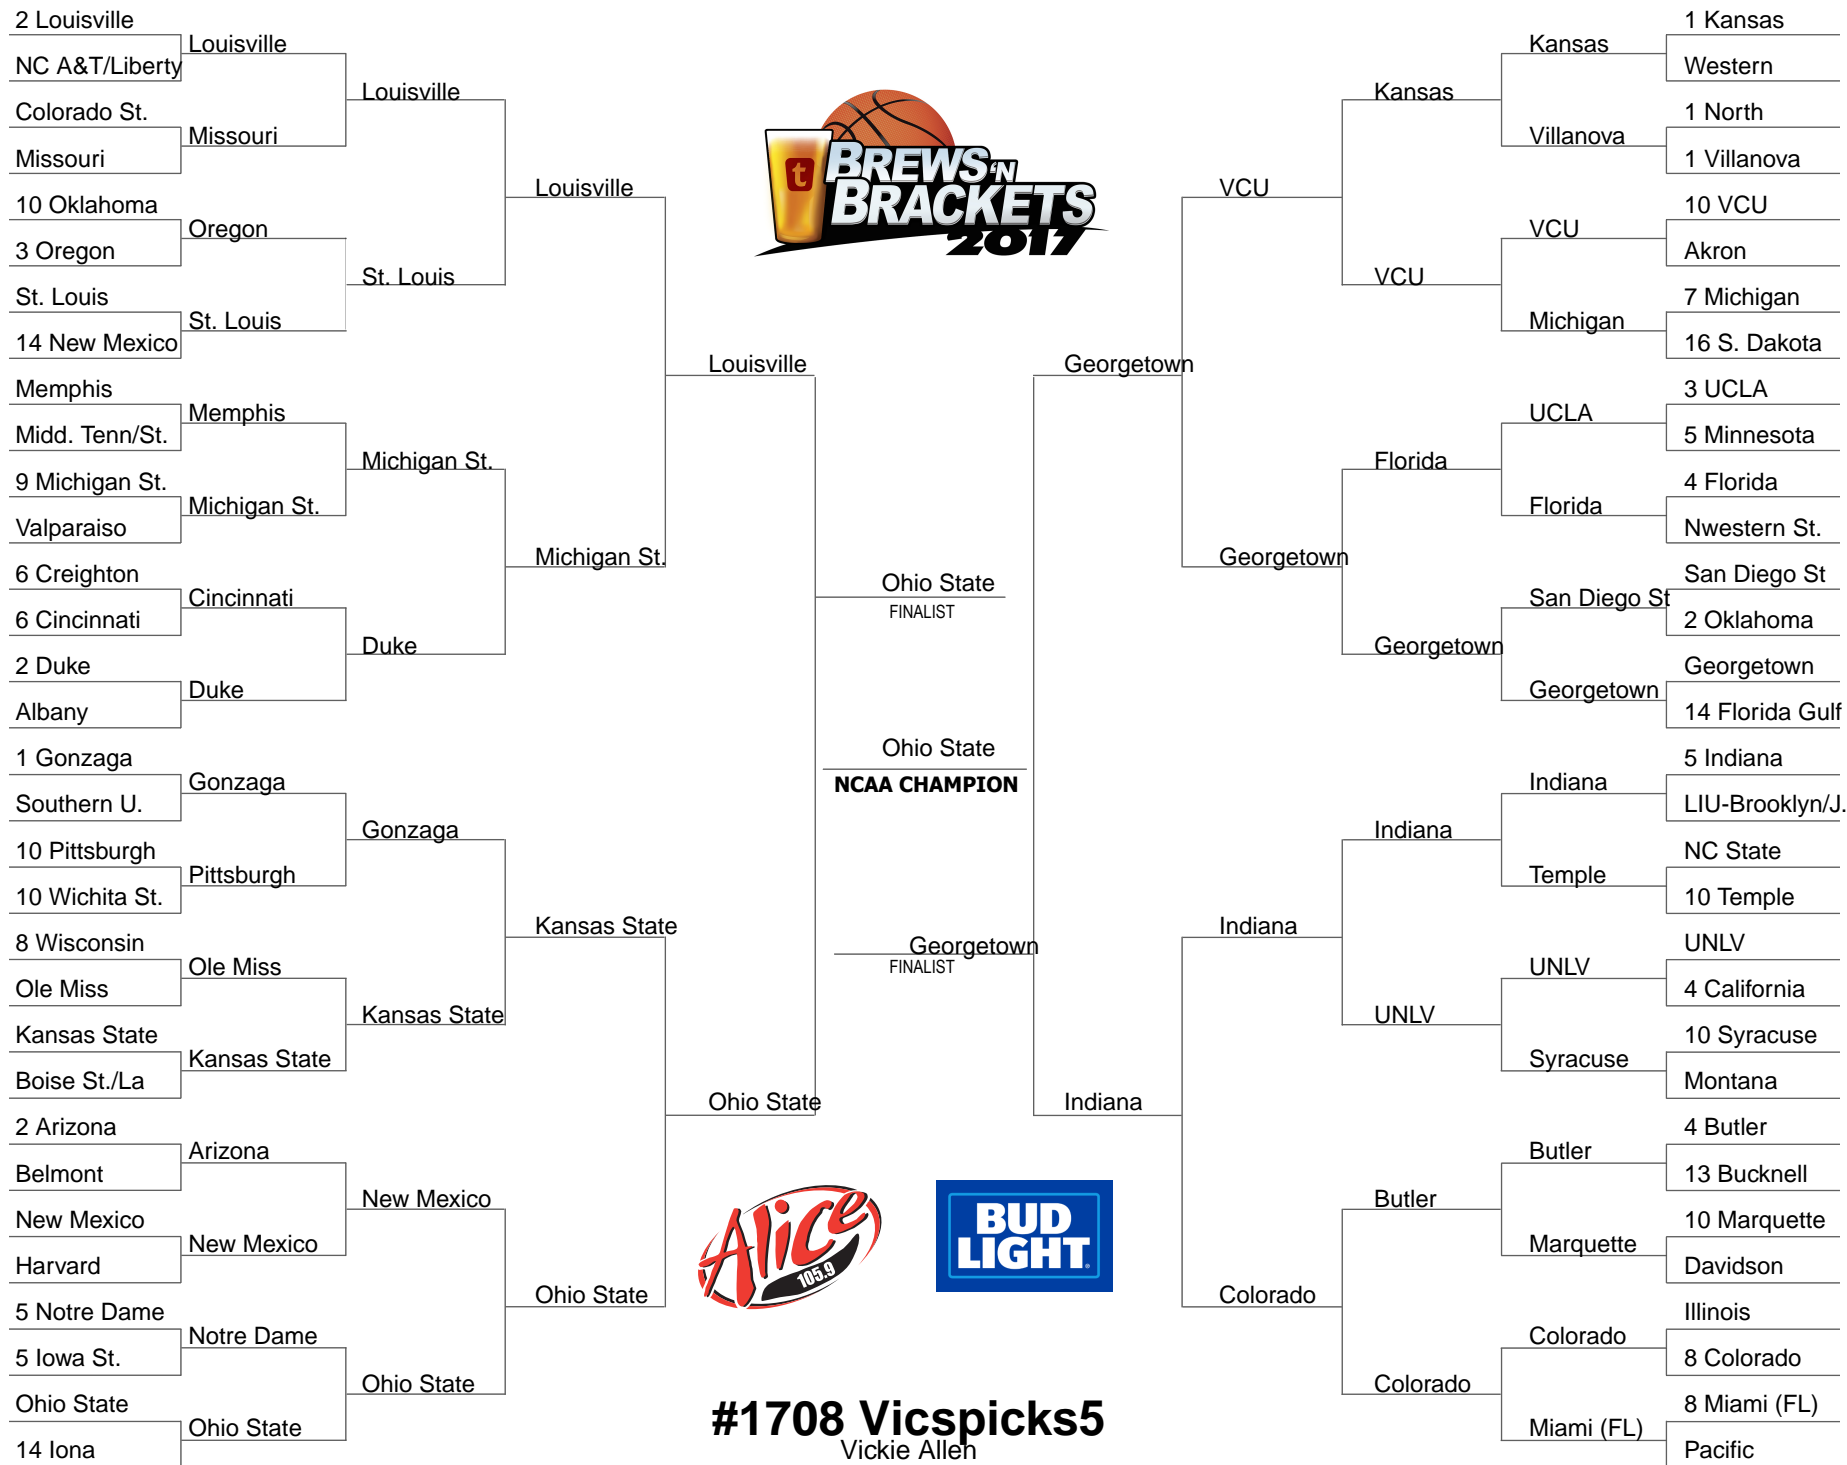 2 Louisville
NC A&T/Liberty
Colorado St.
Missouri
10 Oklahoma
3 Oregon
St. Louis
14 New Mexico
Memphis
Midd. Tenn/St.
9 Michigan St.
Valparaiso
6 Creighton
6 Cincinnati
2 Duke
Albany
1 Gonzaga
Southern U.
10 Pittsburgh
10 Wichita St.
8 Wisconsin
Ole Miss
Kansas State
Boise St./La
2 Arizona
Belmont
New Mexico
Harvard
5 Notre Dame
5 Iowa St.
Ohio State
14 Iona
Louisville
Missouri
Oregon
St. Louis
Memphis
Michigan St.
Cincinnati
Duke
Gonzaga
Pittsburgh
Ole Miss
Kansas State
Arizona
New Mexico
Notre Dame
Ohio State
Louisville
St. Louis
Michigan St.
Duke
Gonzaga
Kansas State
New Mexico
Ohio State
Louisville
Michigan St.
Kansas State
Ohio State
Louisville
Ohio State
t
BREWS 'N
BRACKETS
2017
Ohio State
FINALIST
Ohio State
NCAA CHAMPION
Georgetown
FINALIST
Alice
105.9
BUD
LIGHT
#1708 Vicspicks5
Vickie Allen
Georgetown
Indiana
VCU
Georgetown
Indiana
Colorado
Kansas
VCU
Florida
Georgetown
Indiana
UNLV
Butler
Colorado
Kansas
Villanova
VCU
Michigan
UCLA
Florida
San Diego St
Georgetown
Indiana
Temple
UNLV
Syracuse
Butler
Marquette
Colorado
Miami (FL)
1 Kansas
Western
1 North
1 Villanova
10 VCU
Akron
7 Michigan
16 S. Dakota
3 UCLA
5 Minnesota
4 Florida
Nwestern St.
San Diego St
2 Oklahoma
Georgetown
14 Florida Gulf
5 Indiana
LIU-Brooklyn/J.
NC State
10 Temple
UNLV
4 California
10 Syracuse
Montana
4 Butler
13 Bucknell
10 Marquette
Davidson
Illinois
8 Colorado
8 Miami (FL)
Pacific